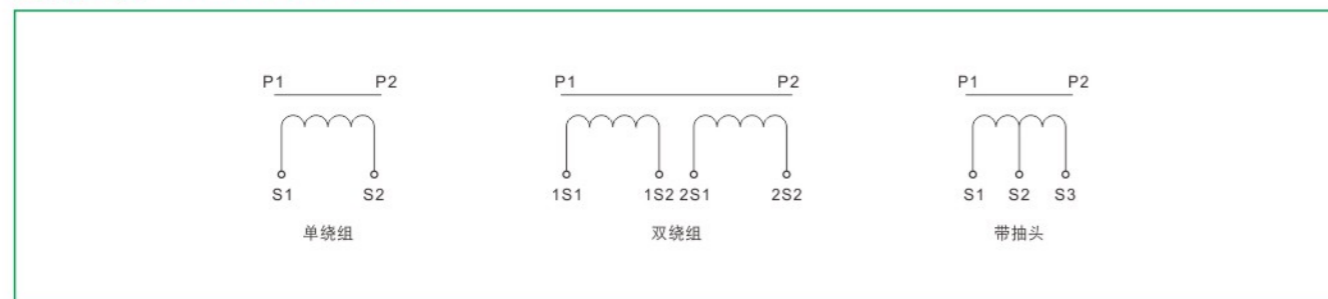 P1 P2 P1 P2 P1 P2
S1 S2 1S1 1S2 2S1 2S2 S1 S2 S3
单绕组 双绕组 带抽头